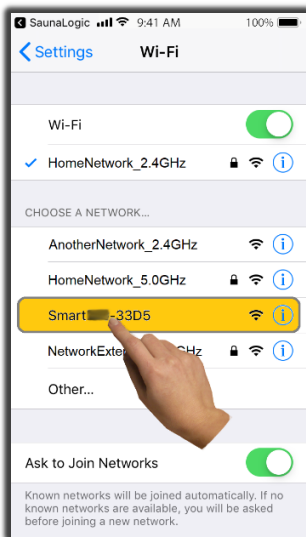 SaunaLogic 9:41 AM 100%
Settings Wi-Fi
Wi-Fi
HomeNetwork_2.4GHz
CHOOSE A NETWORK...
AnotherNetwork_2.4GHz
HomeNetwork_5.0GHz
Smart -33D5
Hz
Other...
Ask to Join Networks
Known networks will be joined automatically. If no
known networks are available, you will be asked
before joining a new network.